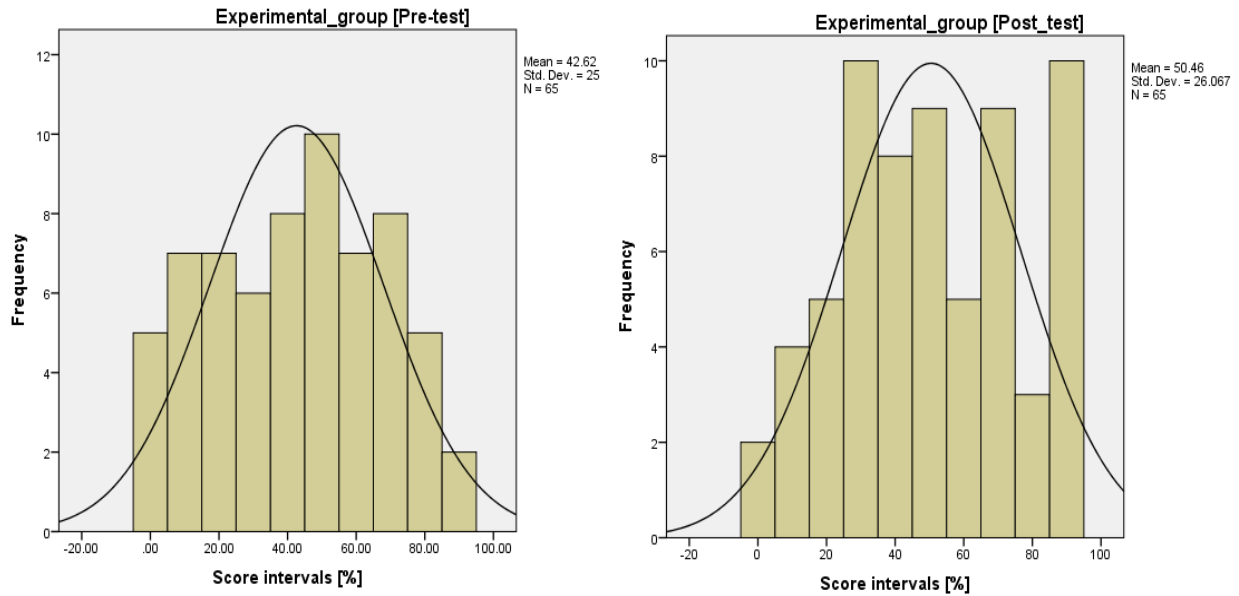 Experimental_group [Pre-test]
Mean = 42.62
Std. Dev. = 25
N = 65
Frequency
12
10
8
6
4
2
0
-20.00 .00 20.00 40.00 60.00 80.00 100.00
Score intervals [%]
Experimental_group [Post_test]
Mean = 50.46
Std. Dev. = 26.067
N = 65
Frequency
10
8
6
4
2
0
-20 0 20 40 60 80 100
Score intervals [%]